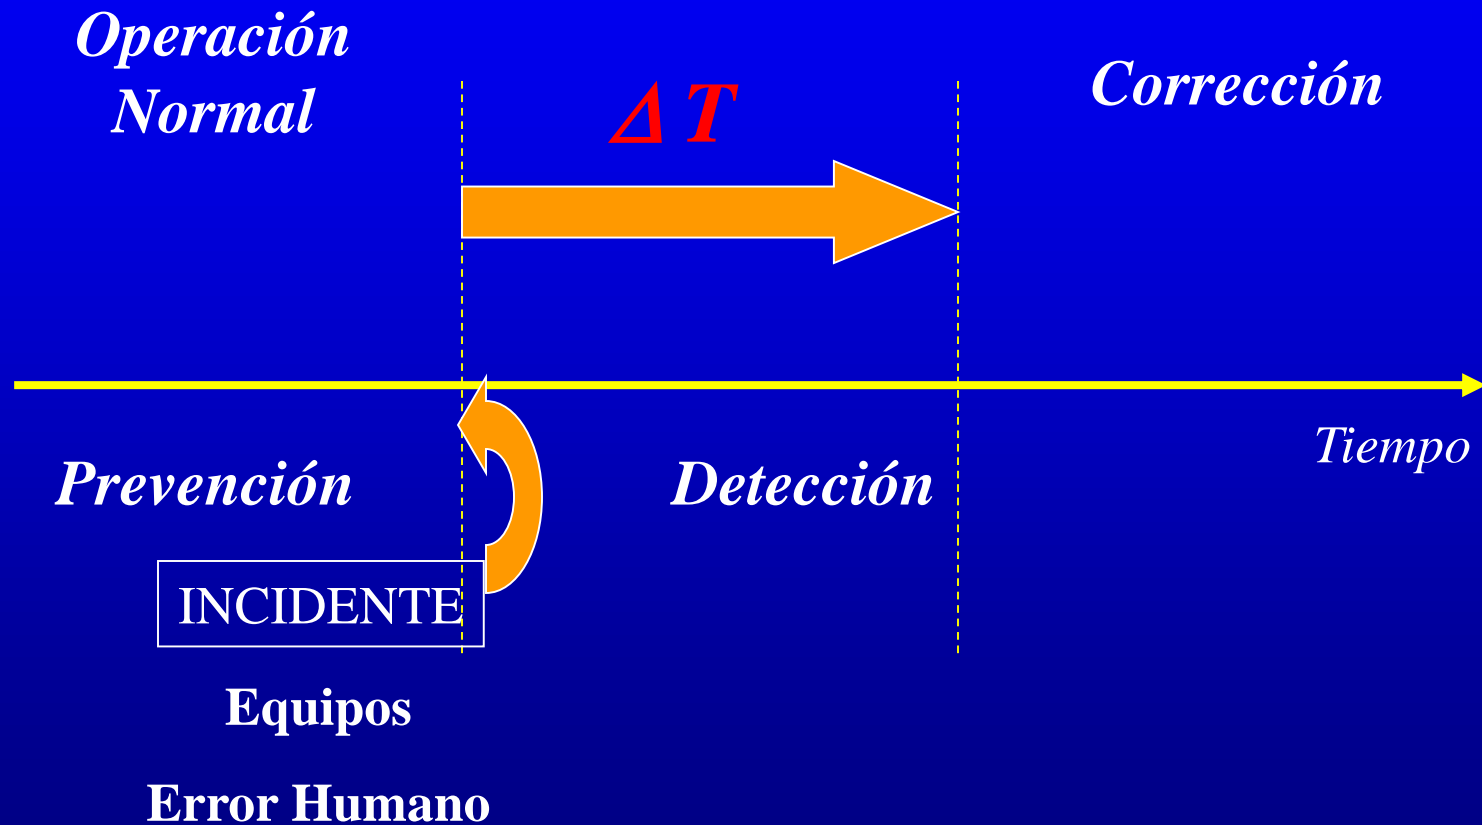 Operación
Normal
Δ T
Corrección
Tiempo
Prevención
Detección
INCIDENTE
Equipos
Error Humano